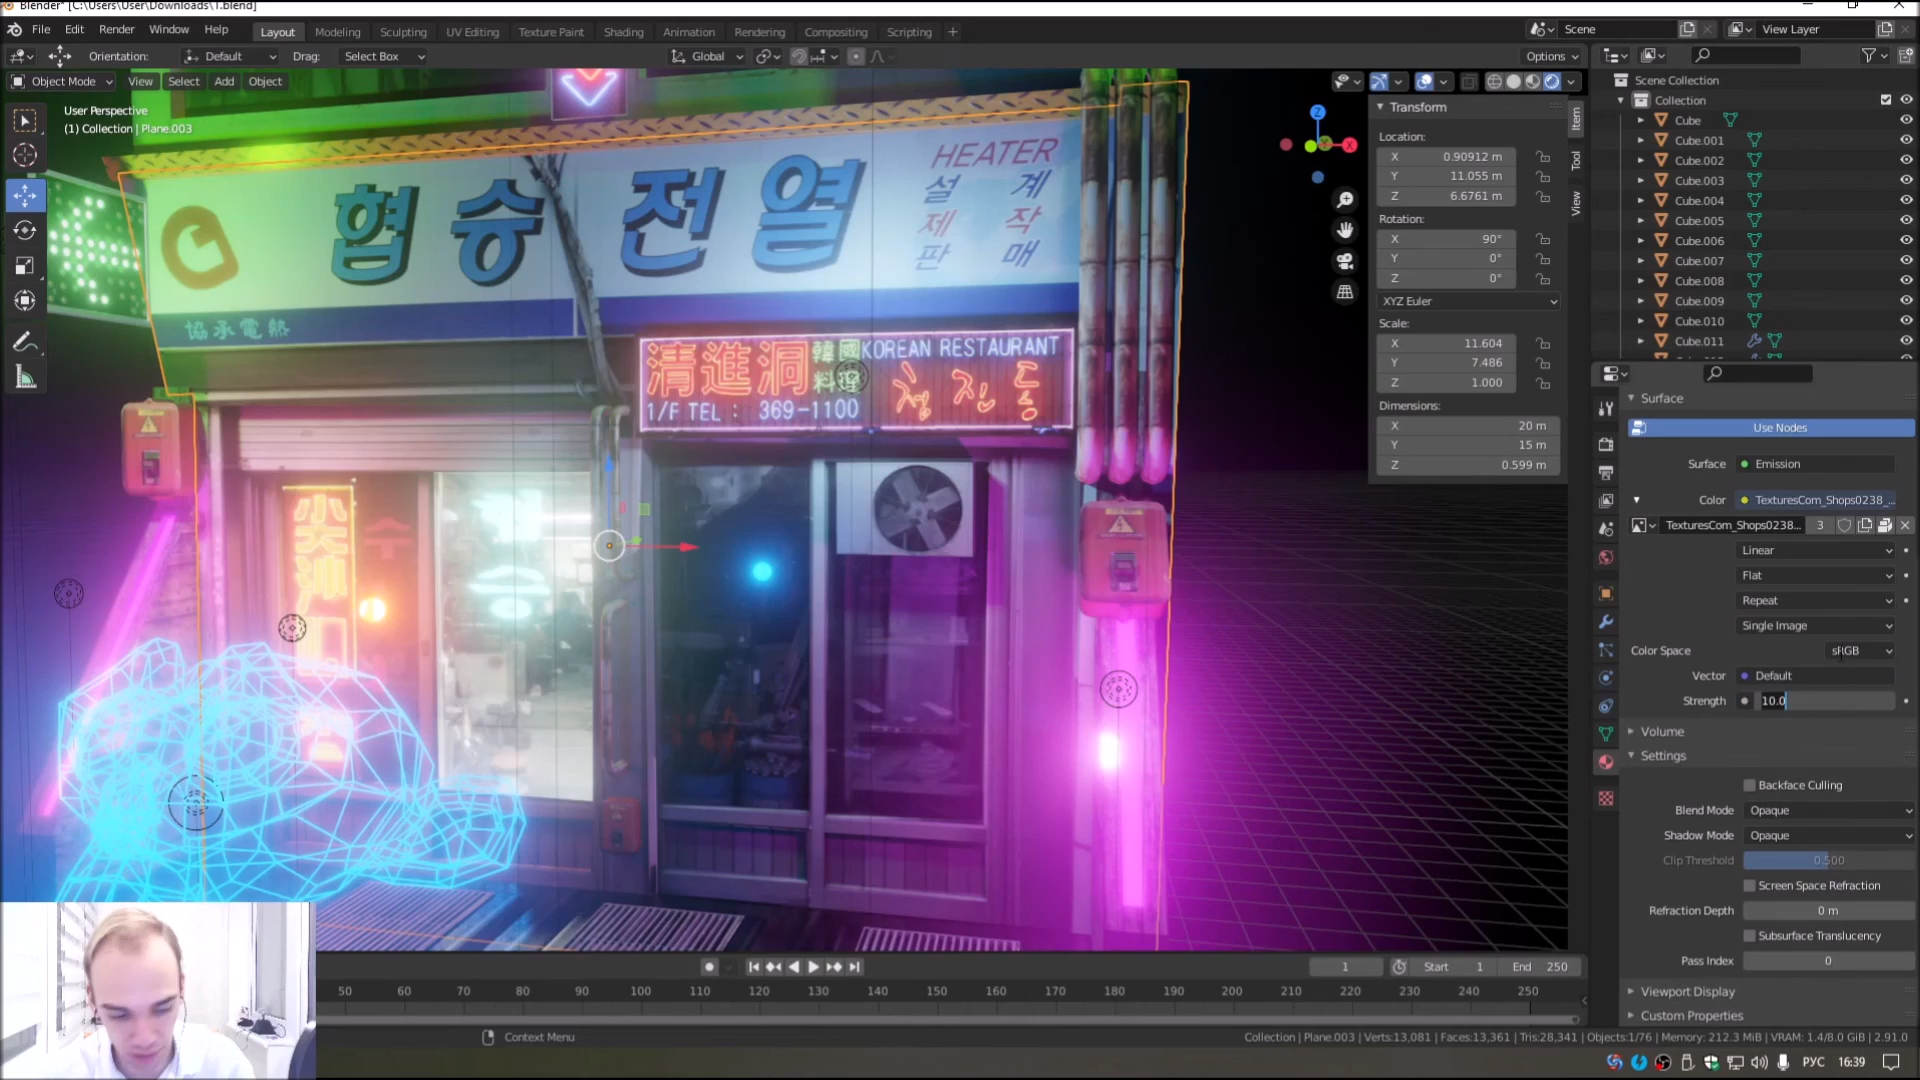 Blender* [C:\Users\User\Downloads\1.blend]
File Edit Render Window Help
Layout Modeling Sculpting UV Editing Texture Paint Shading Animation Rendering Compositing Scripting +
Scene
View Layer
Orientation: Default Drag: Select Box
Global
Options
Object Mode View Select Add Object
User Perspective
(1) Collection | Plane.003
협승전열
HEATER
설 계
제 작
판 매
協承電熱
清進洞 韓國料理 KOREAN RESTAURANT
1/F TEL : 369-1100 청진동
Z
X
Transform
Location:
X 0.90912 m
Y 11.055 m
Z 6.6761 m
Rotation:
X 90°
Y 0°
Z 0°
XYZ Euler
Scale:
X 11.604
Y 7.486
Z 1.000
Dimensions:
X 20 m
Y 15 m
Z 0.599 m
Item
Tool
View
Scene Collection
Collection
Cube
Cube.001
Cube.002
Cube.003
Cube.004
Cube.005
Cube.006
Cube.007
Cube.008
Cube.009
Cube.010
Cube.011
Surface
Use Nodes
Surface Emission
Color TexturesCom_Shops0238_...
TexturesCom_Shops0238... 3
Linear
Flat
Repeat
Single Image
Color Space sRGB
Vector Default
Strength 10.0
Volume
Settings
Backface Culling
Blend Mode Opaque
Shadow Mode Opaque
Clip Threshold 0.500
Screen Space Refraction
Refraction Depth 0 m
Subsurface Translucency
Pass Index 0
Viewport Display
Custom Properties
1 Start 1 End 250
50 60 70 80 90 100 110 120 130 140 150 160 170 180 190 200 210 220 230 240 250
Context Menu
Collection | Plane.003 | Verts:13,081 | Faces:13,361 | Tris:28,341 | Objects:1/76 | Memory: 212.3 MiB | VRAM: 1.4/8.0 GiB | 2.91.0
РУС 16:39